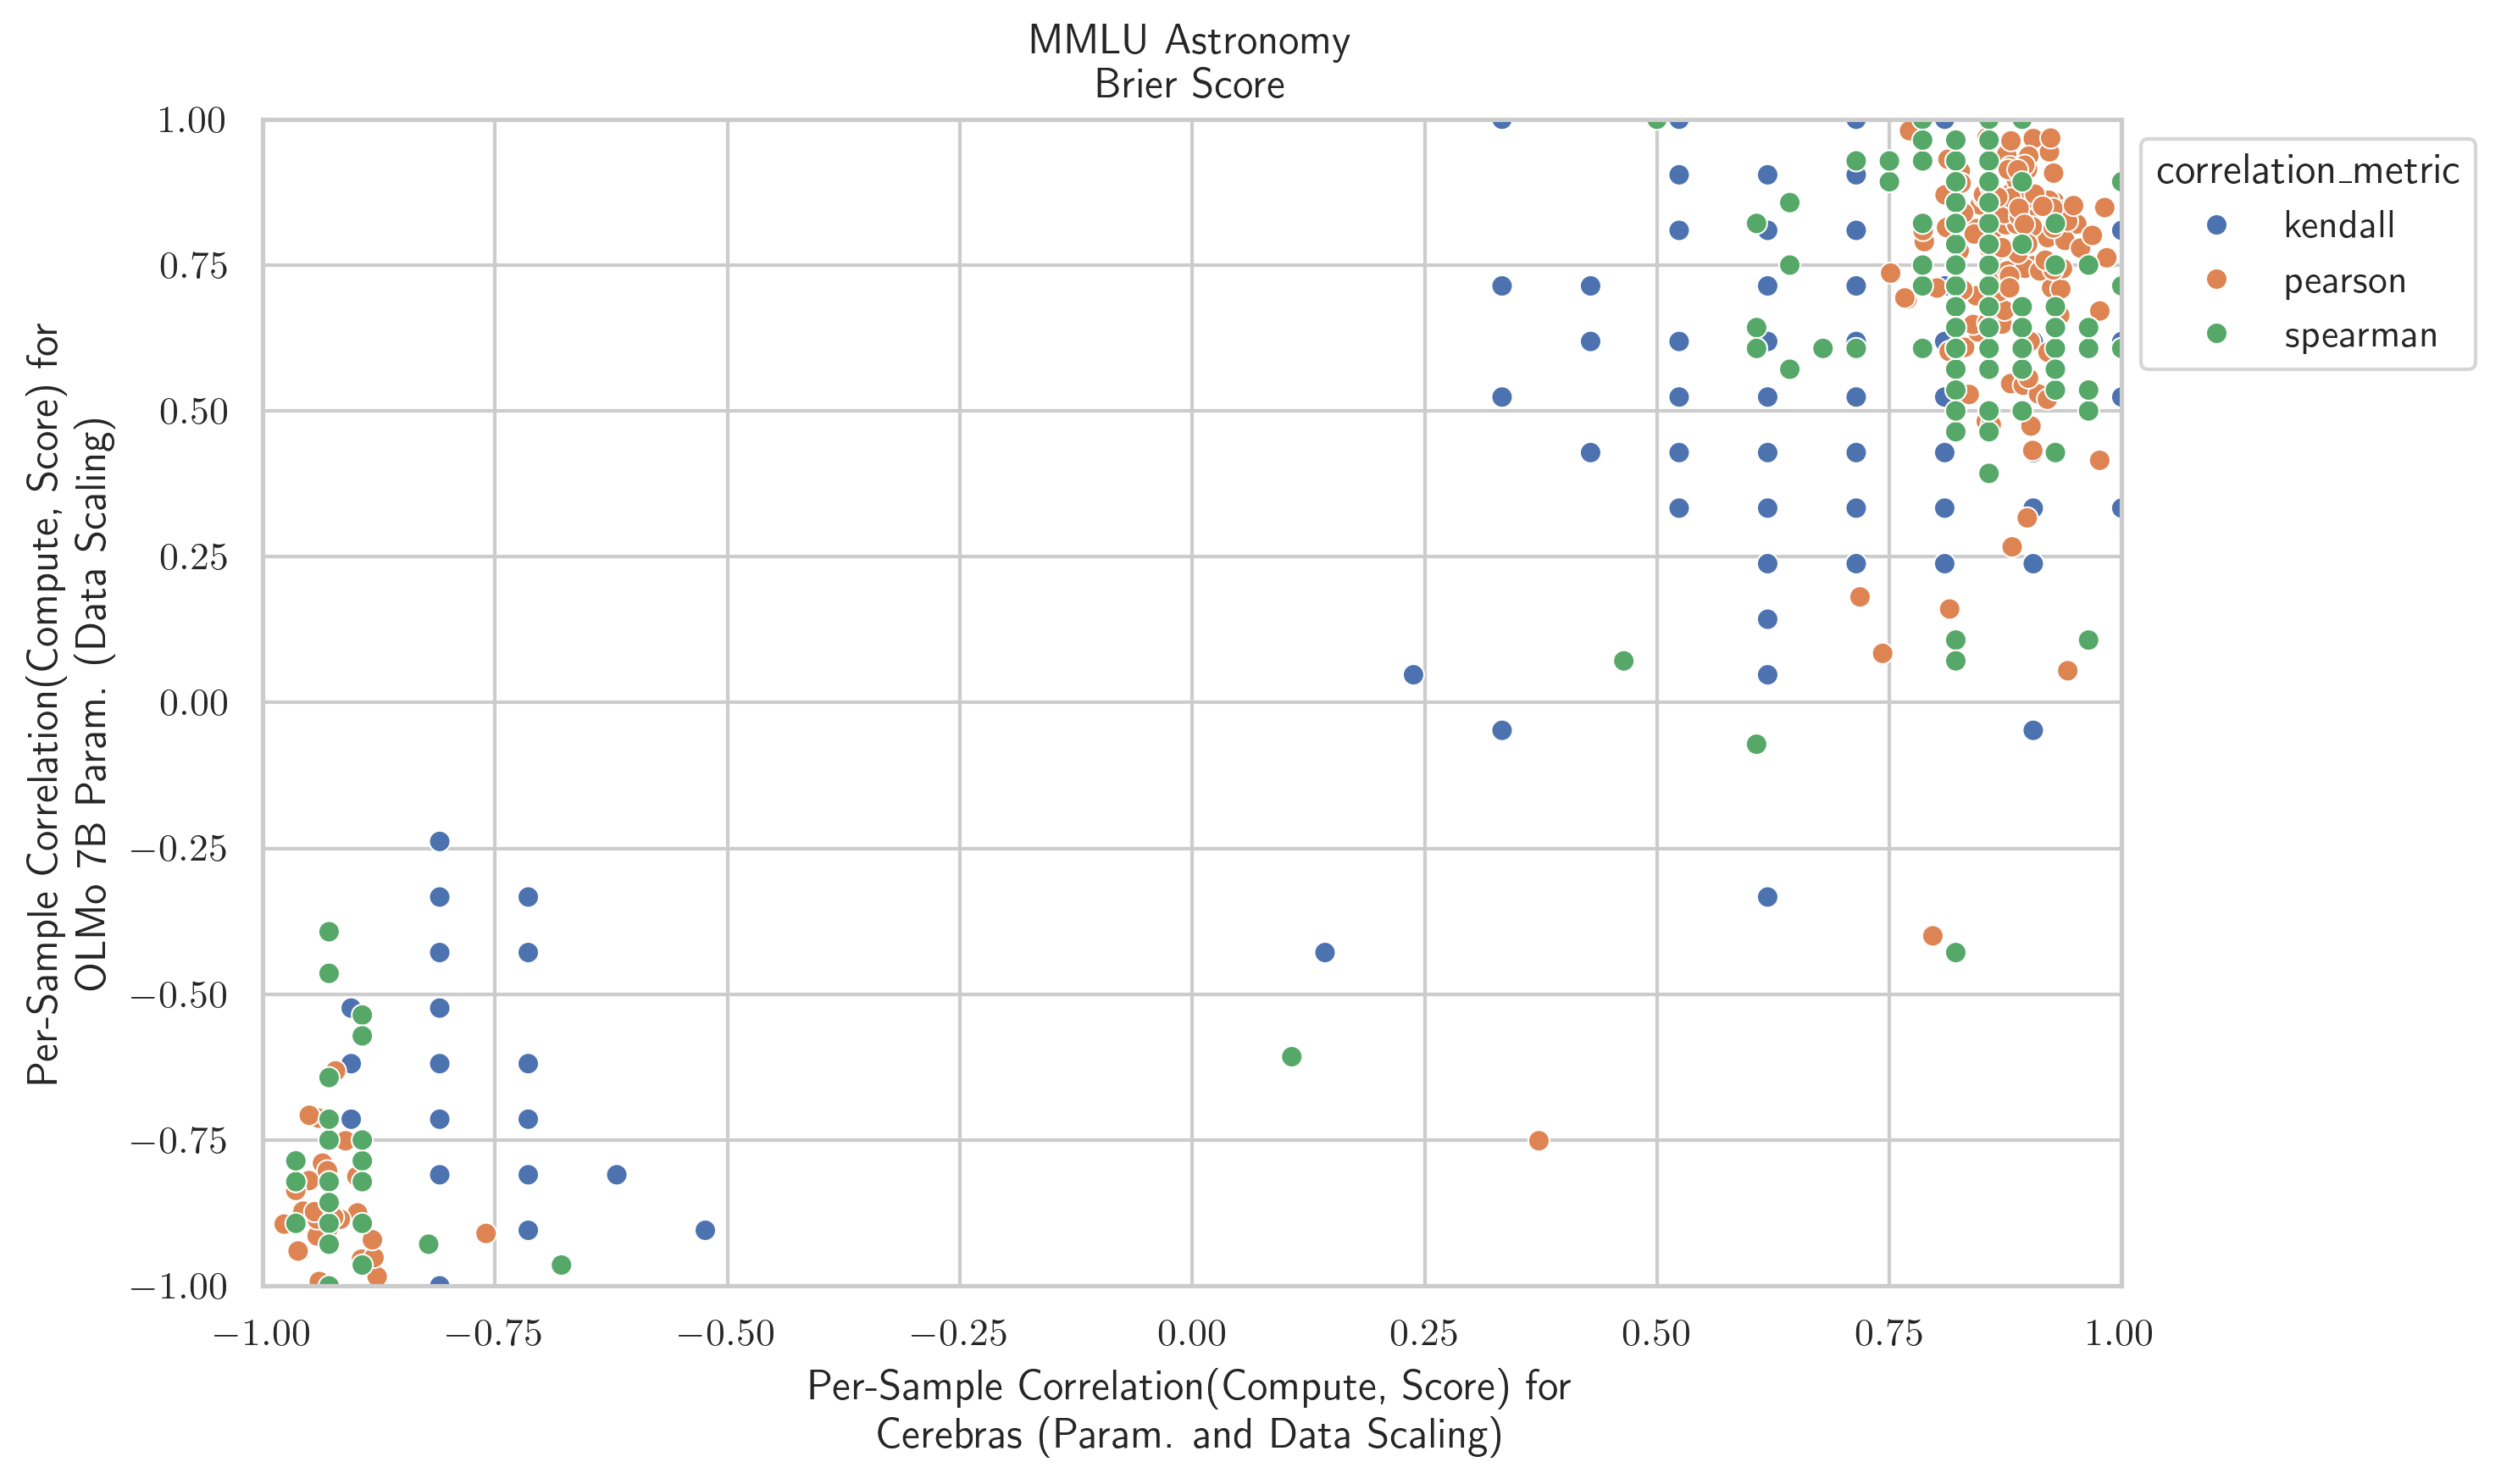 MMLU Astronomy
Brier Score
Per-Sample Correlation(Compute, Score) for
OLMo 7B Param. (Data Scaling)
1.00
0.75
0.50
0.25
0.00
−0.25
−0.50
−0.75
−1.00
−1.00 −0.75 −0.50 −0.25 0.00 0.25 0.50 0.75 1.00
Per-Sample Correlation(Compute, Score) for
Cerebras (Param. and Data Scaling)
correlation_metric
kendall
pearson
spearman